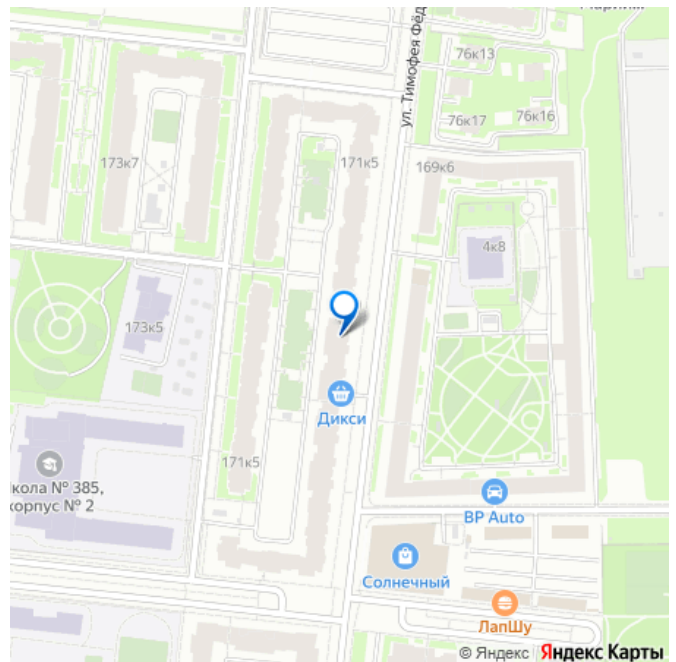 76к13
ул. Тимофея Фёд
76к17
76к16
173к7
171к5
169к6
4к8
173к5
Дикси
171к5
кола № 385,
корпус № 2
BP Auto
Солнечный
ЛапШу
© Яндекс Яндекс Карты